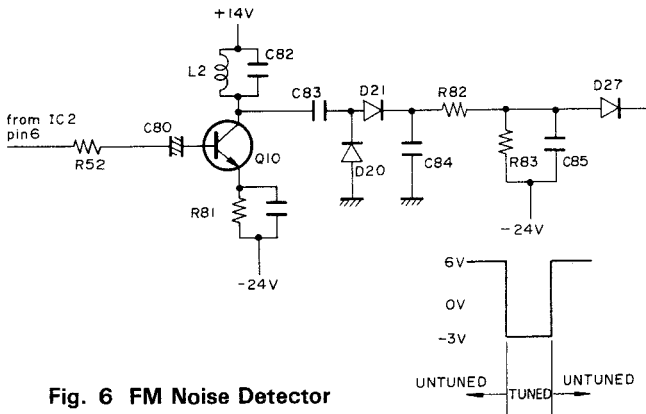 +14V
C82
L2
C83
D21
R82
D27
from IC2
pin6
C80
R52
Q10
D20
C84
R83
C85
R81
-24V
-24V
6V
0V
-3V
UNTUNED
TUNED
UNTUNED
Fig. 6 FM Noise Detector